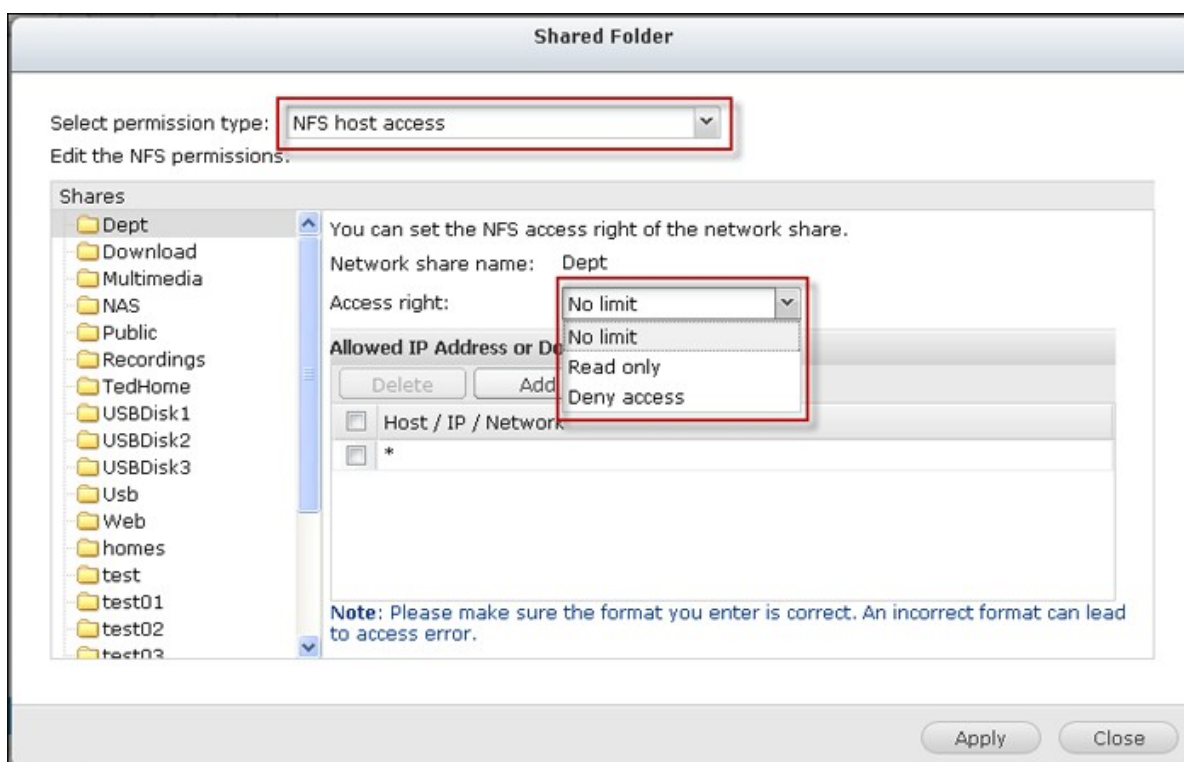 Shared Folder
Select permission type: NFS host access
Edit the NFS permissions.
Shares
Dept
Download
Multimedia
NAS
Public
Recordings
TedHome
USBDisk1
USBDisk2
USBDisk3
Usb
Web
homes
test
test01
test02
test03
You can set the NFS access right of the network share.
Network share name: Dept
Access right: No limit
No limit
Read only
Deny access
Allowed IP Address or
Delete Add
Host / IP / Network
*
Note: Please make sure the format you enter is correct. An incorrect format can lead
to access error.
Apply Close